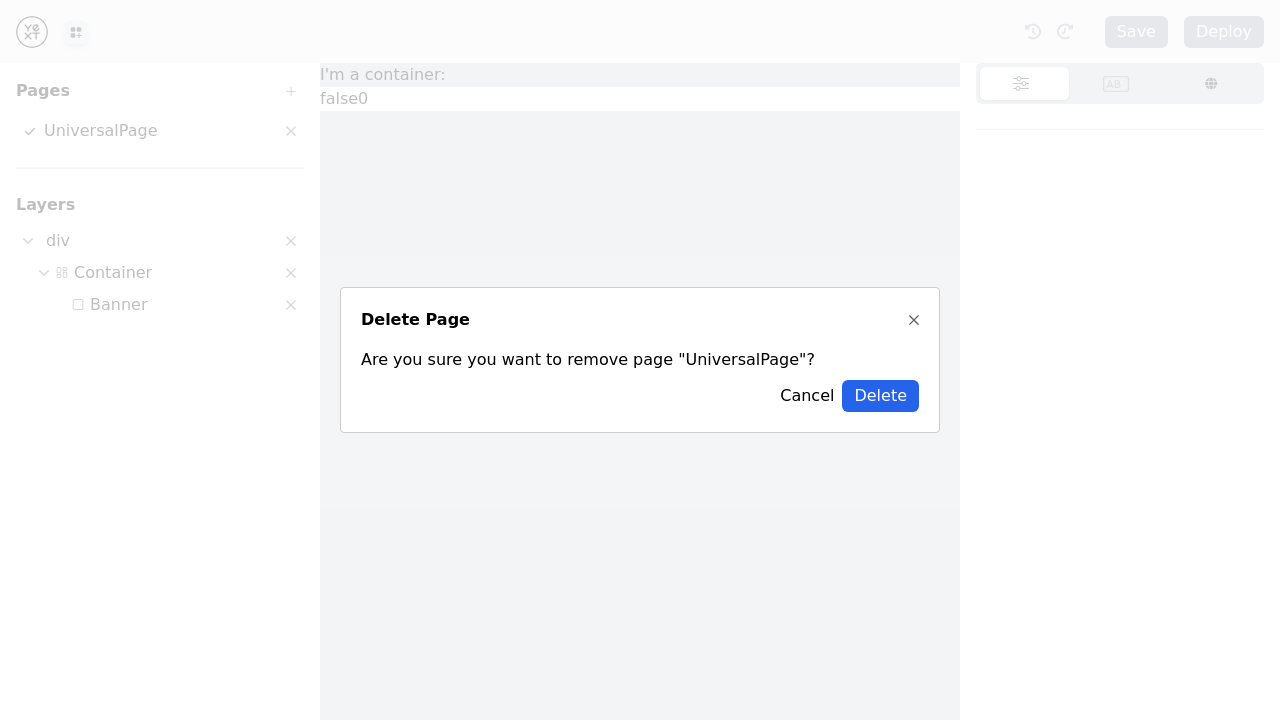 YEXT
Save
Deploy
Pages
UniversalPage
Layers
div
Container
Banner
I'm a container:
false0
AB
Delete Page
Are you sure you want to remove page "UniversalPage"?
Cancel
Delete